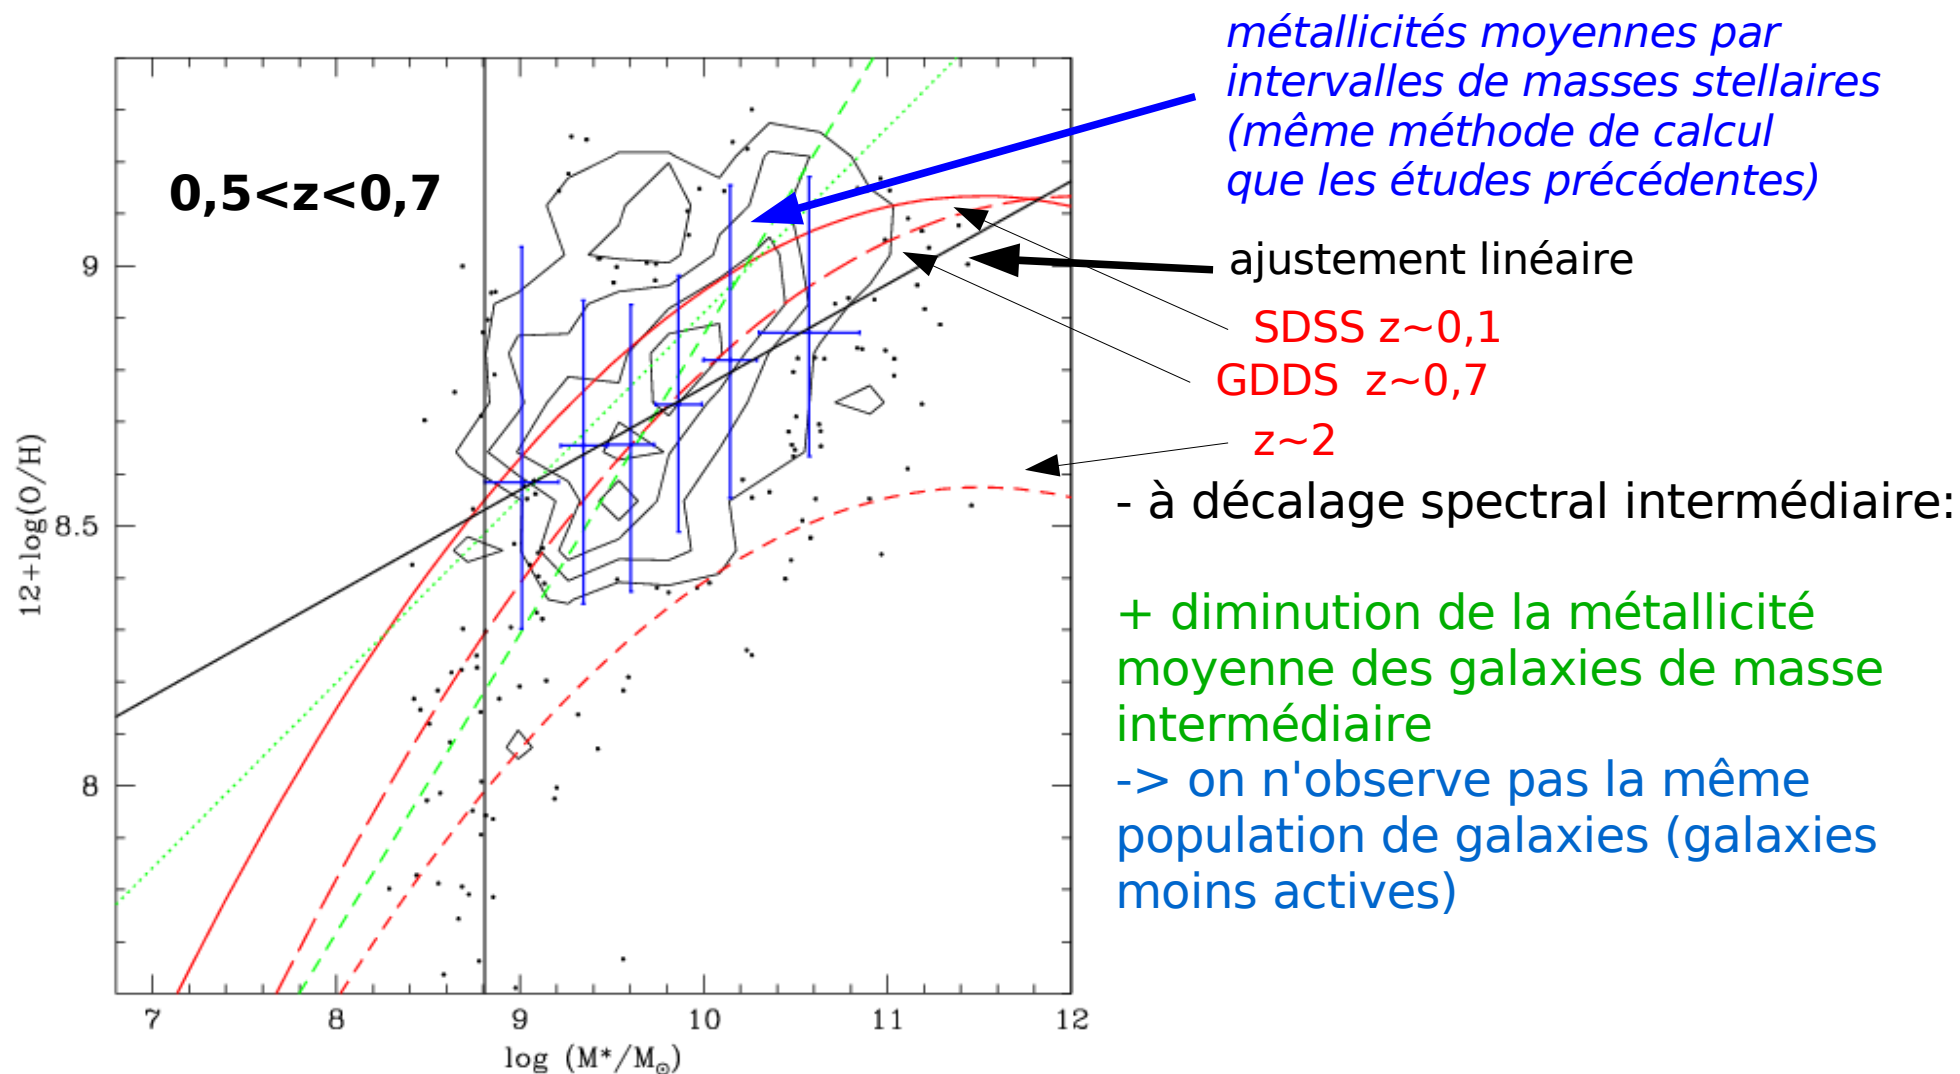 métallicités moyennes par
intervalles de masses stellaires
(même méthode de calcul
que les études précédentes)
0,5<z<0,7
ajustement linéaire
SDSS z~0,1
GDDS z~0,7
z~2
- à décalage spectral intermédiaire:
+ diminution de la métallicité
moyenne des galaxies de masse
intermédiaire
-> on n'observe pas la même
population de galaxies (galaxies
moins actives)
12+log(O/H)
9
8.5
8
7 8 9 10 11 12
log (M*/M☉)